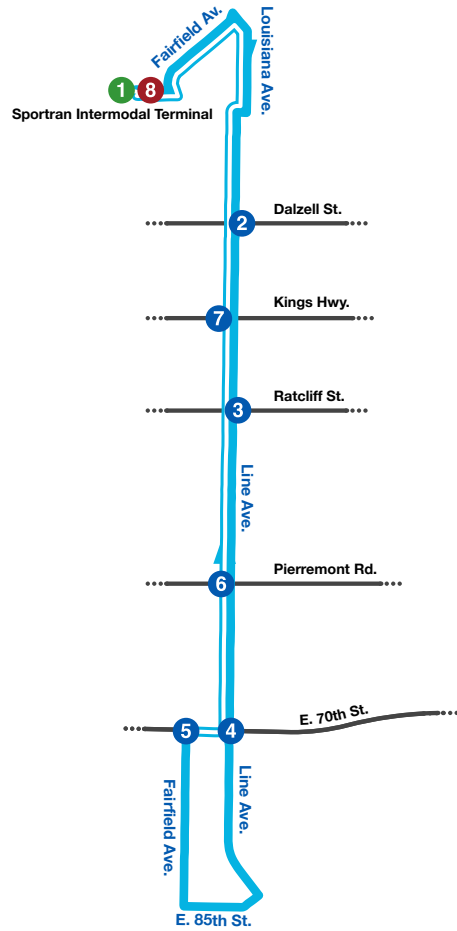 Fairfield Av.
Louisiana Ave.
1
8
Sportran Intermodal Terminal
Dalzell St.
2
Kings Hwy.
7
Ratcliff St.
3
Line Ave.
Pierremont Rd.
6
E. 70th St.
5
4
Fairfield Ave.
Line Ave.
E. 85th St.